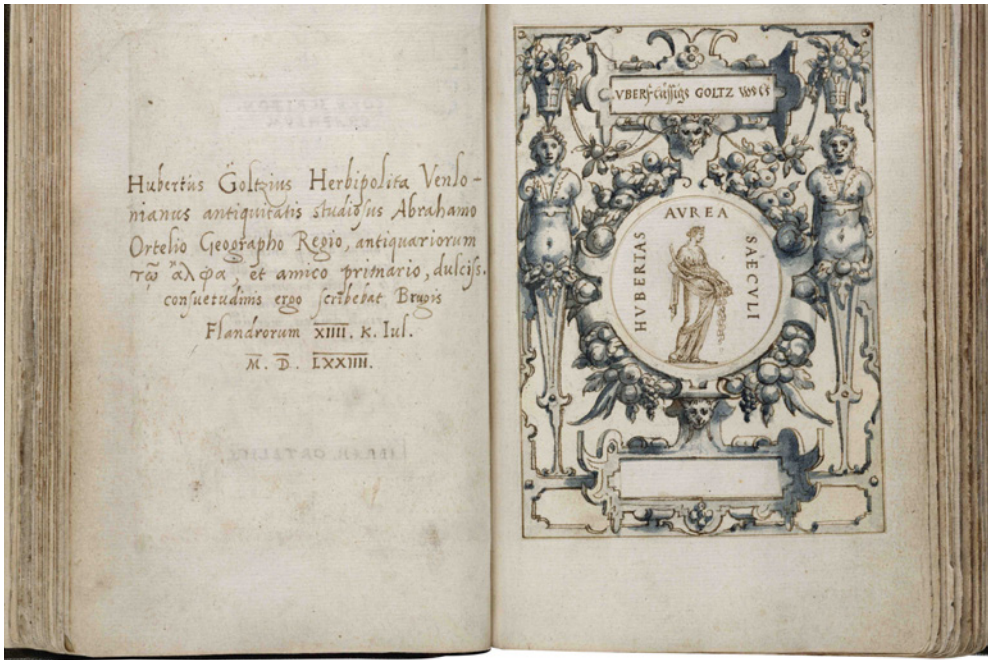 Hubertus Goltzius Herbipolita Venlo-
nianus antiquitatis studiosus Abrahamo
Ortelio Geographo Regio, antiquariorum
τῷ ἄλφα, et amico primario, dulciss.
consuetudinis ergo scribebat Brugis
Flandrorum XIIII. K. Iul.
M. D. LXXIIII.
GOLTZ
AVREA
HVBERTAS
SAECVLI